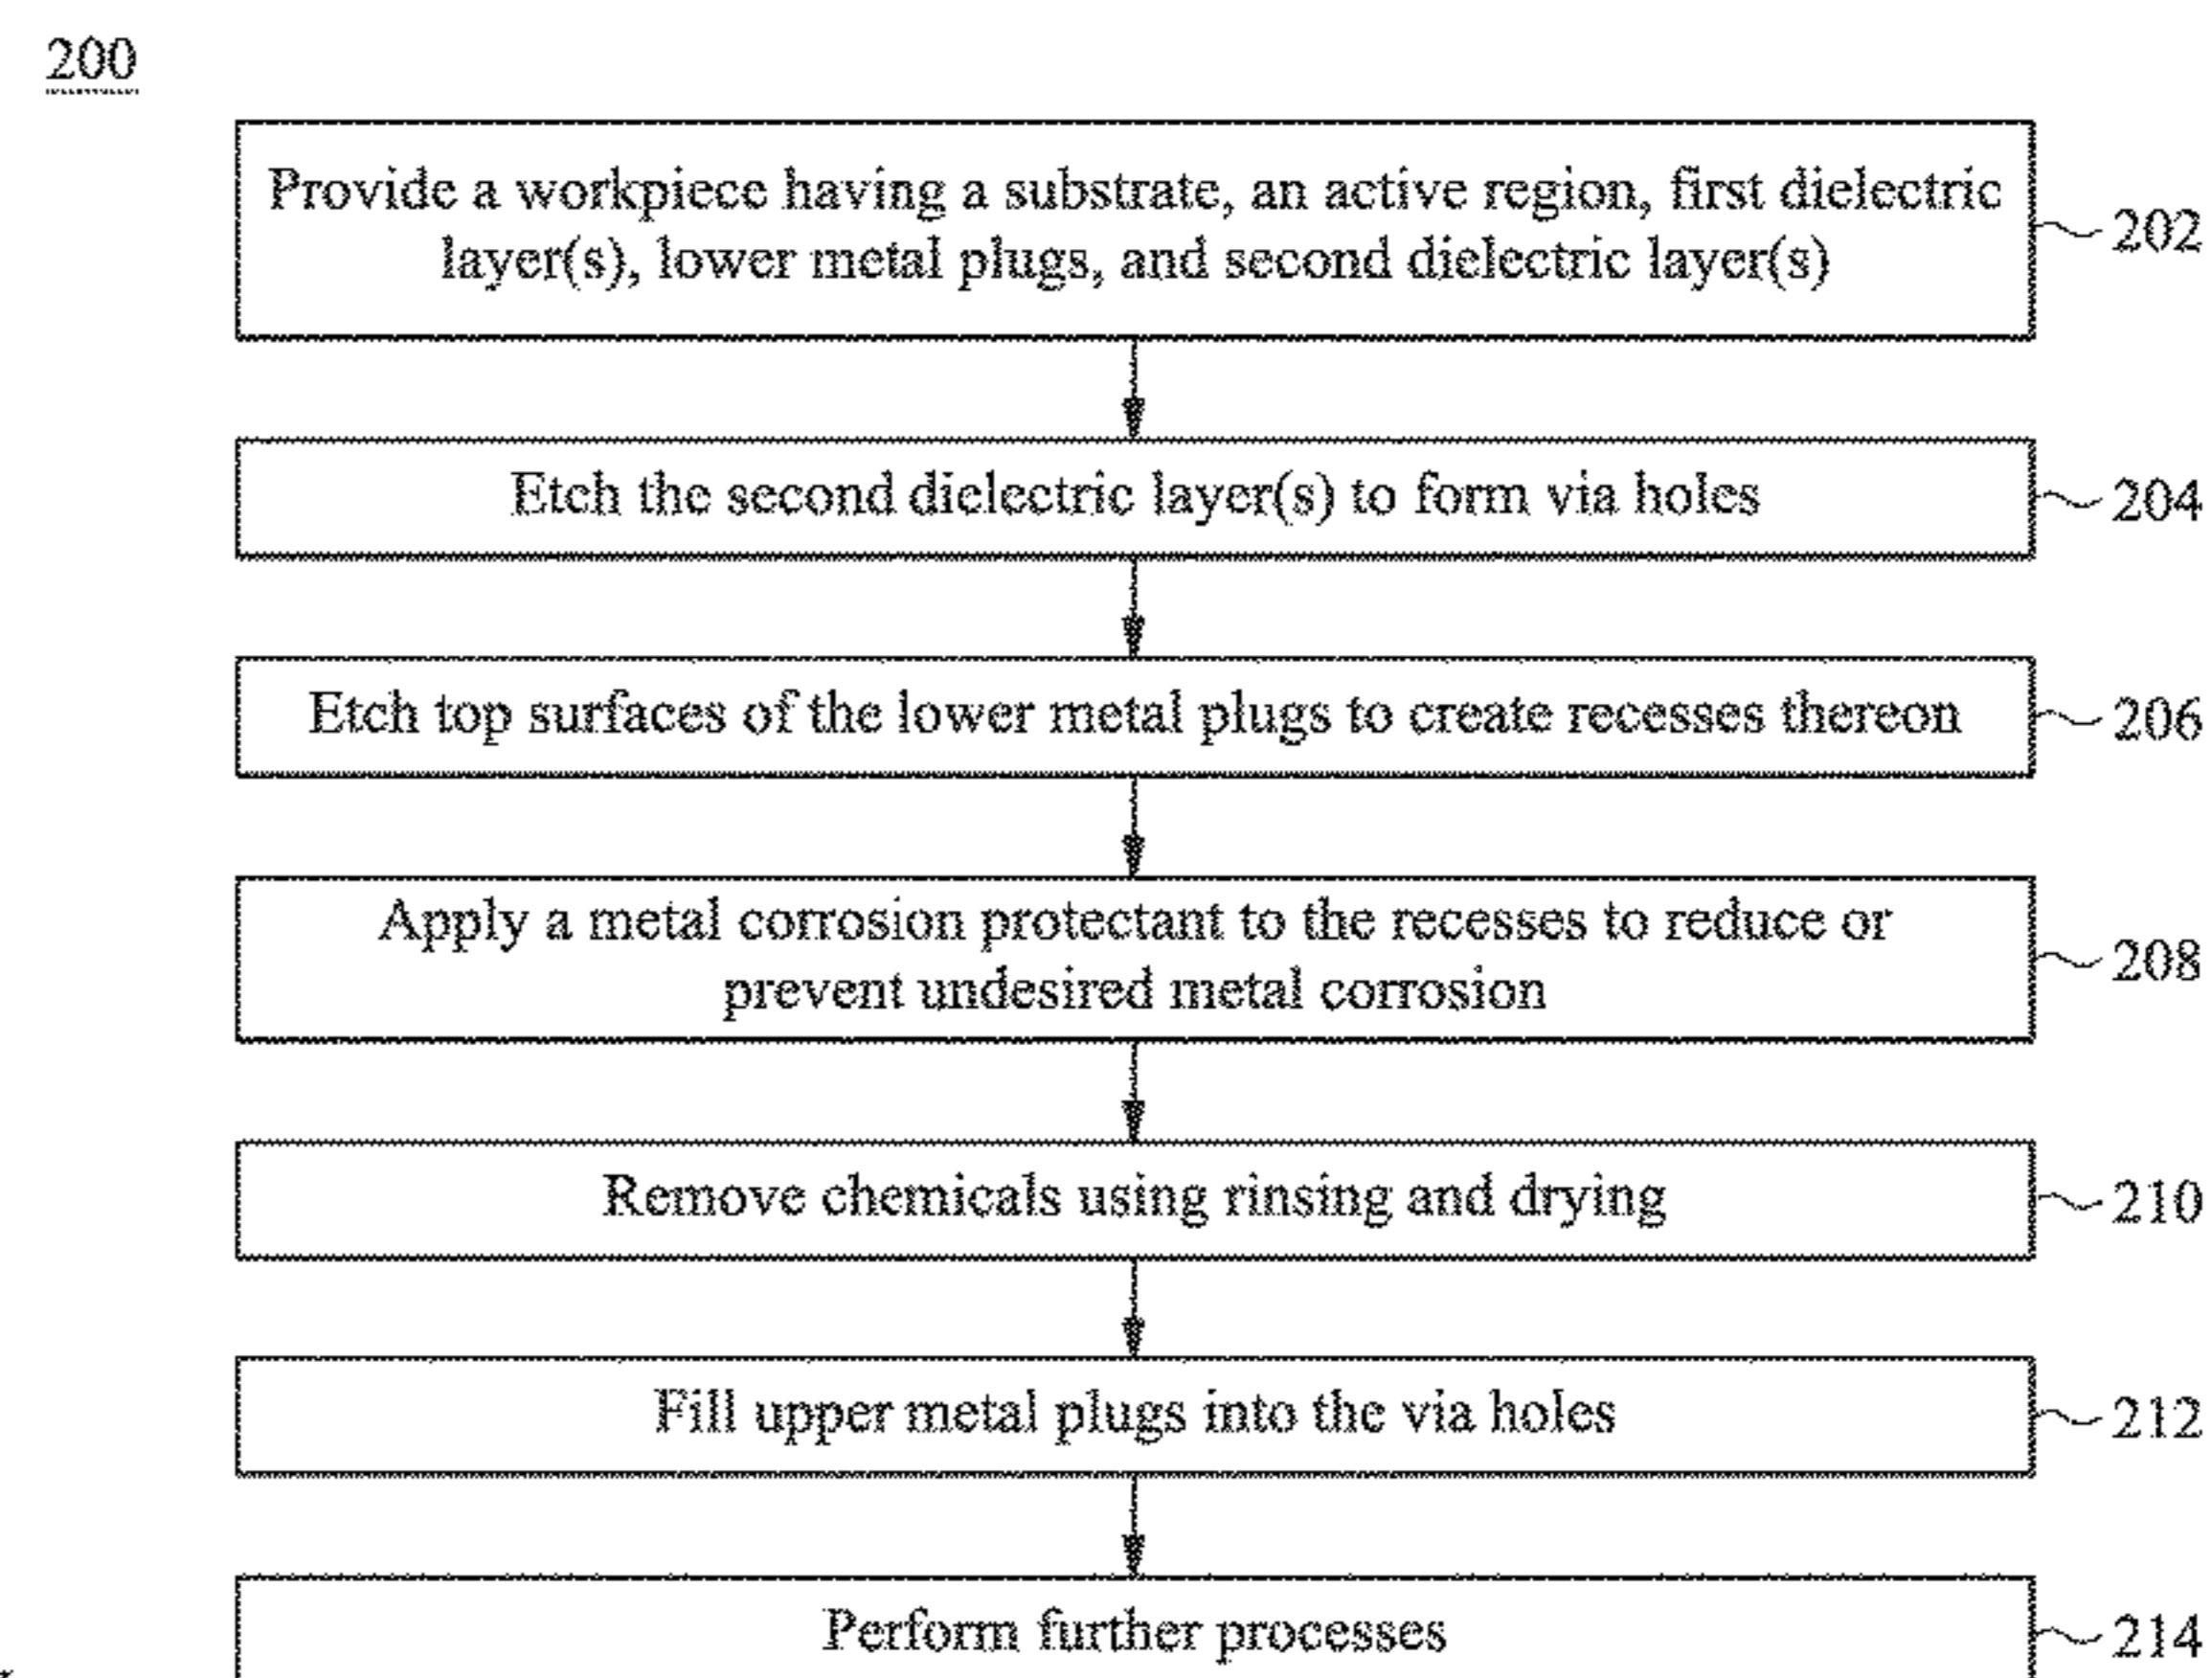 200
Provide a workpiece having a substrate, an active region, first dielectric
layer(s), lower metal plugs, and second dielectric layer(s)
202
Etch the second dielectric layer(s) to form via holes
204
Etch top surfaces of the lower metal plugs to create recesses thereon
206
Apply a metal corrosion protectant to the recesses to reduce or
prevent undesired metal corrosion
208
Remove chemicals using rinsing and drying
210
Fill upper metal plugs into the via holes
212
Perform further processes
214